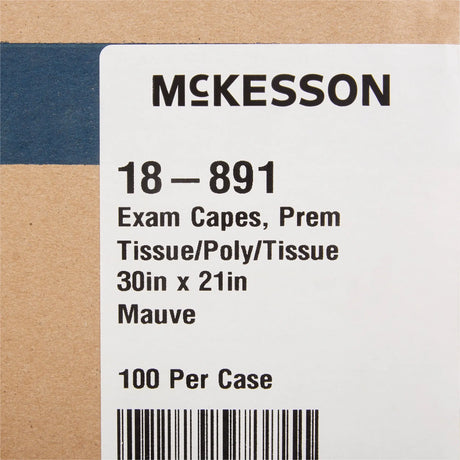 McKESSON
18–891
Exam Capes, Prem
Tissue/Poly/Tissue
30in x 21in
Mauve
100 Per Case